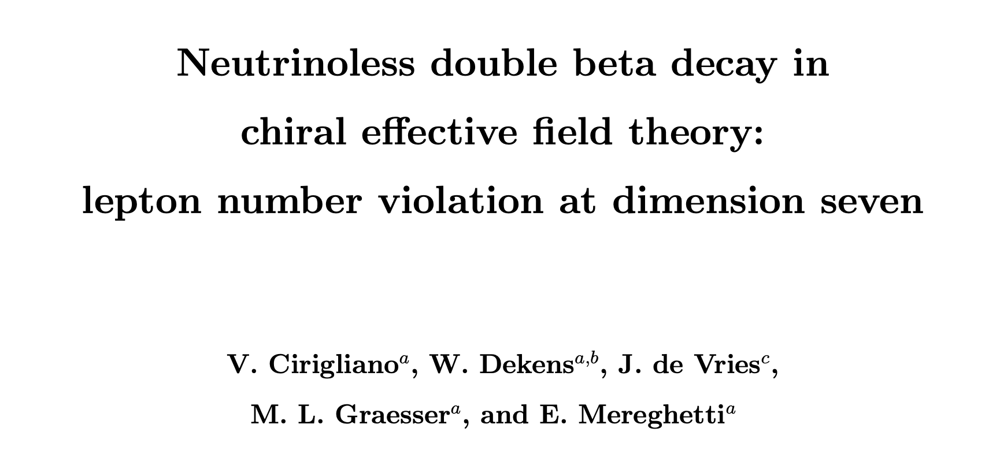 Neutrinoless double beta decay in
chiral effective field theory:
lepton number violation at dimension seven
V. Cirigliano^a, W. Dekens^a,b, J. de Vries^c,
M. L. Graesser^a, and E. Mereghetti^a